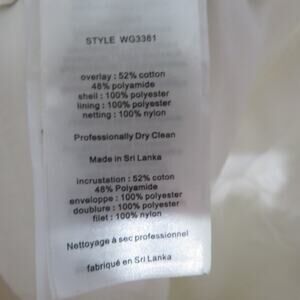 STYLE WG3381
overlay : 52% cotton
48% polyamide
shell : 100% polyester
lining : 100% polyester
netting : 100% nylon
Professionally Dry Clean
Made in Sri Lanka
incrustation : 52% coton
48% Polyamide
enveloppe : 100% polyester
doublure : 100% polyester
filet : 100% nylon
Nettoyage à sec professionnel
fabriqué en Sri Lanka